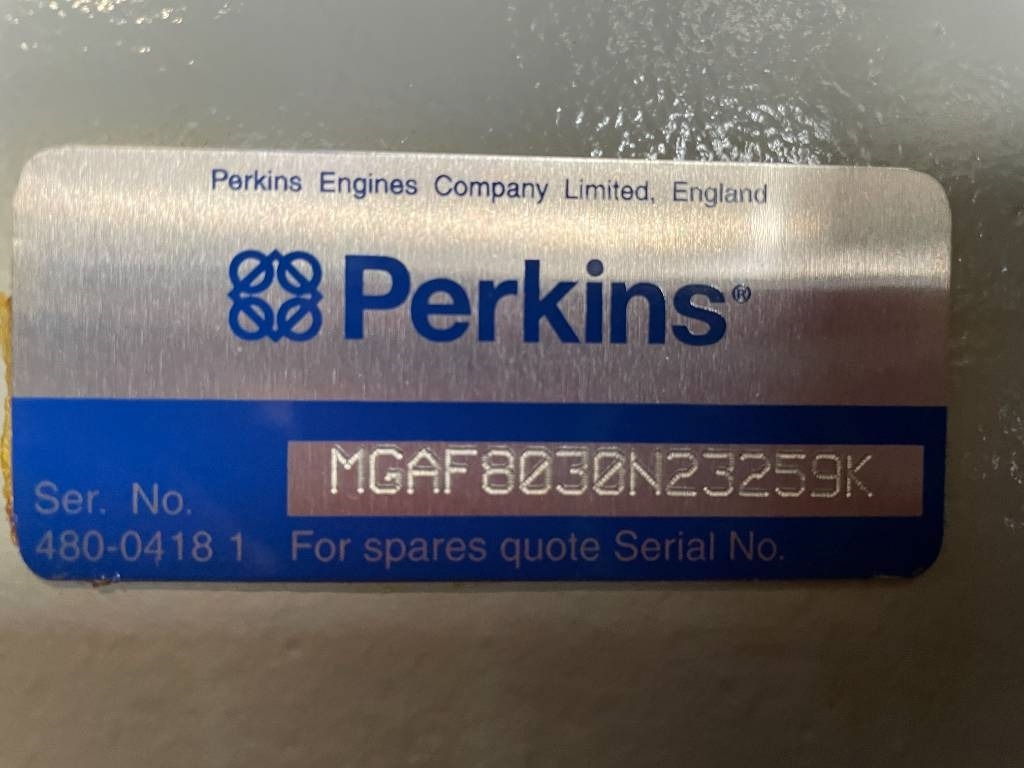 Perkins Engines Company Limited, England
Perkins®
MGAF8030N23259K
Ser. No.
480-0418 1 For spares quote Serial No.